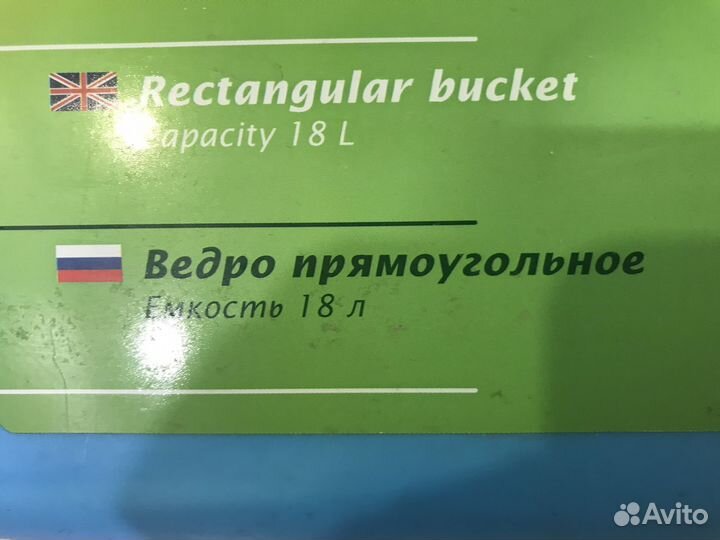 Rectangular bucket
Capacity 18 L
Ведро прямоугольное
Емкость 18 л
Avito